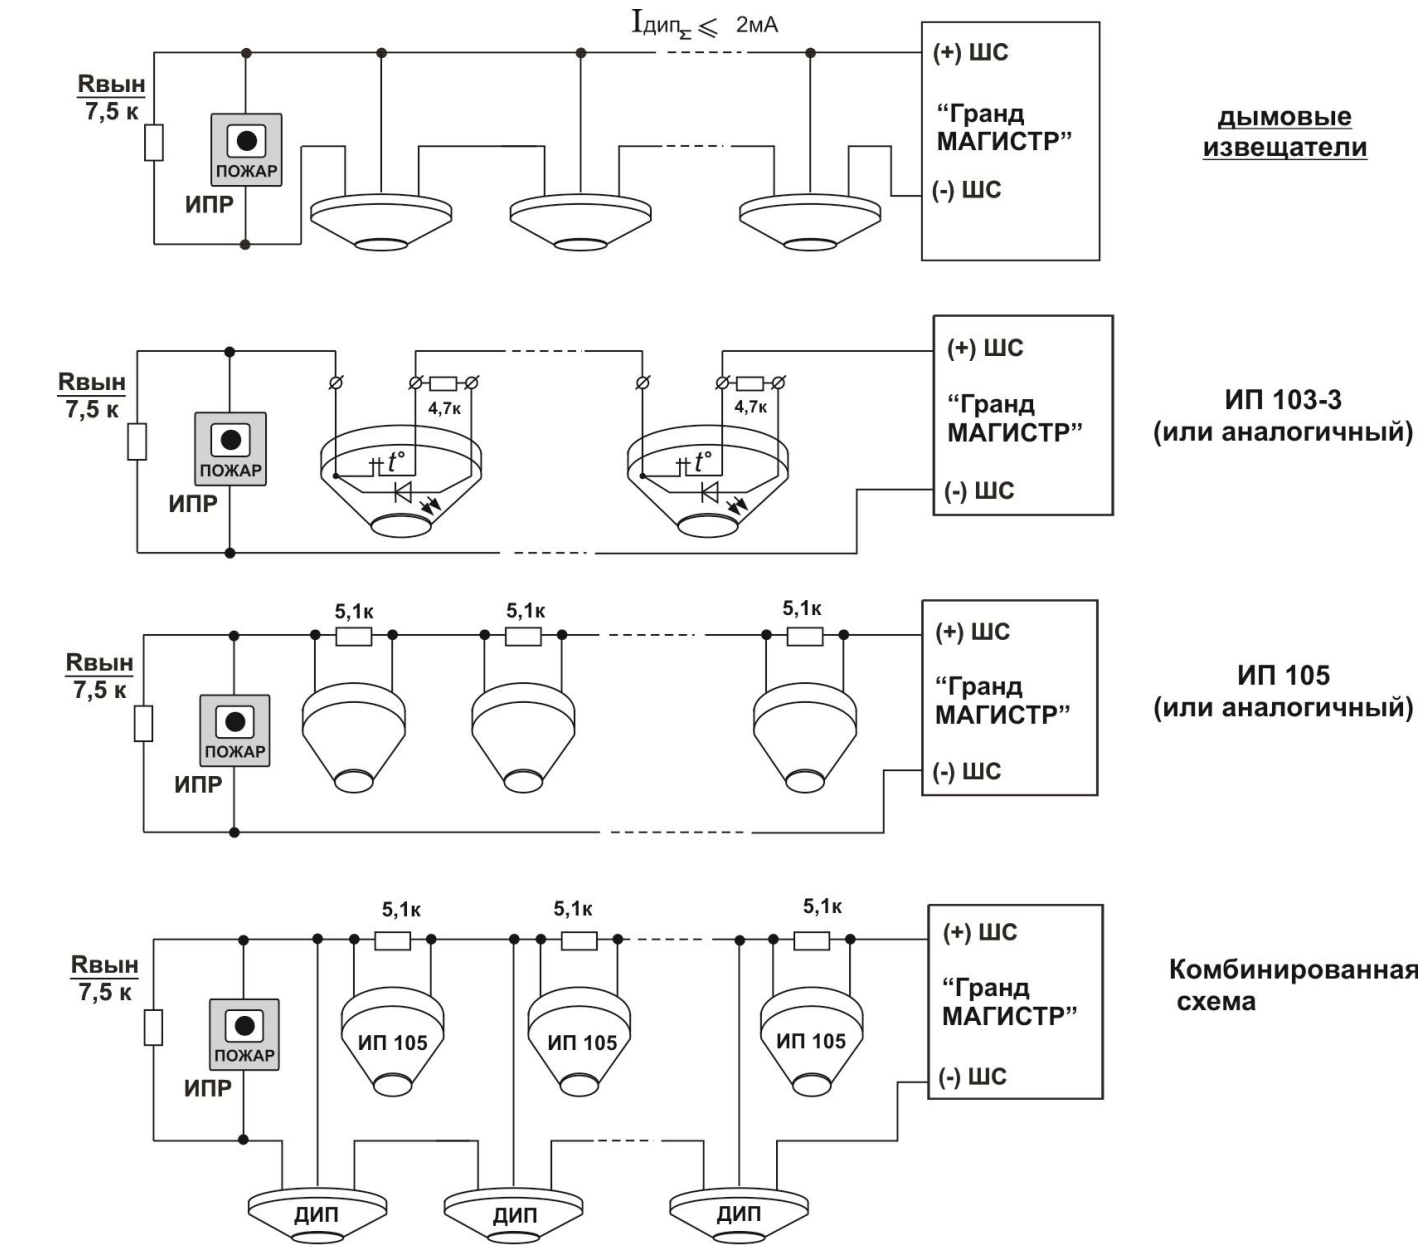 Iдип_Σ ⩽ 2мА
Rвын
7,5 к
ПОЖАР
ИПР
(+) ШС
“Гранд
МАГИСТР”
(-) ШС
дымовые
извещатели
Rвын
7,5 к
ПОЖАР
ИПР
4,7к
t°
4,7к
t°
(+) ШС
“Гранд
МАГИСТР”
(-) ШС
ИП 103-3
(или аналогичный)
5,1к
5,1к
5,1к
Rвын
7,5 к
ПОЖАР
ИПР
(+) ШС
“Гранд
МАГИСТР”
(-) ШС
ИП 105
(или аналогичный)
5,1к
5,1к
5,1к
Rвын
7,5 к
ПОЖАР
ИПР
ИП 105
ИП 105
ИП 105
(+) ШС
“Гранд
МАГИСТР”
(-) ШС
Комбинированная
схема
ДИП
ДИП
ДИП